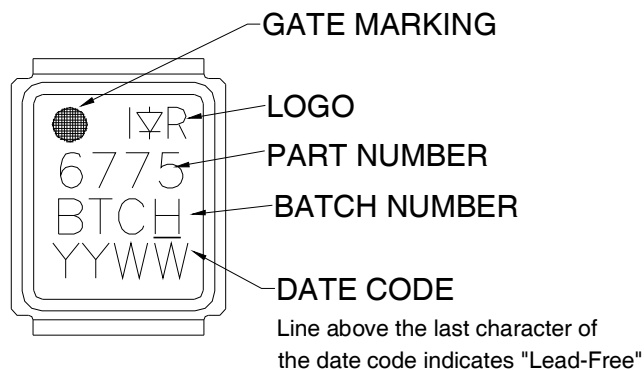 GATE MARKING
LOGO
I R
PART NUMBER
6775
BATCH NUMBER
BTCH
YYWW
DATE CODE
Line above the last character of
the date code indicates "Lead-Free"